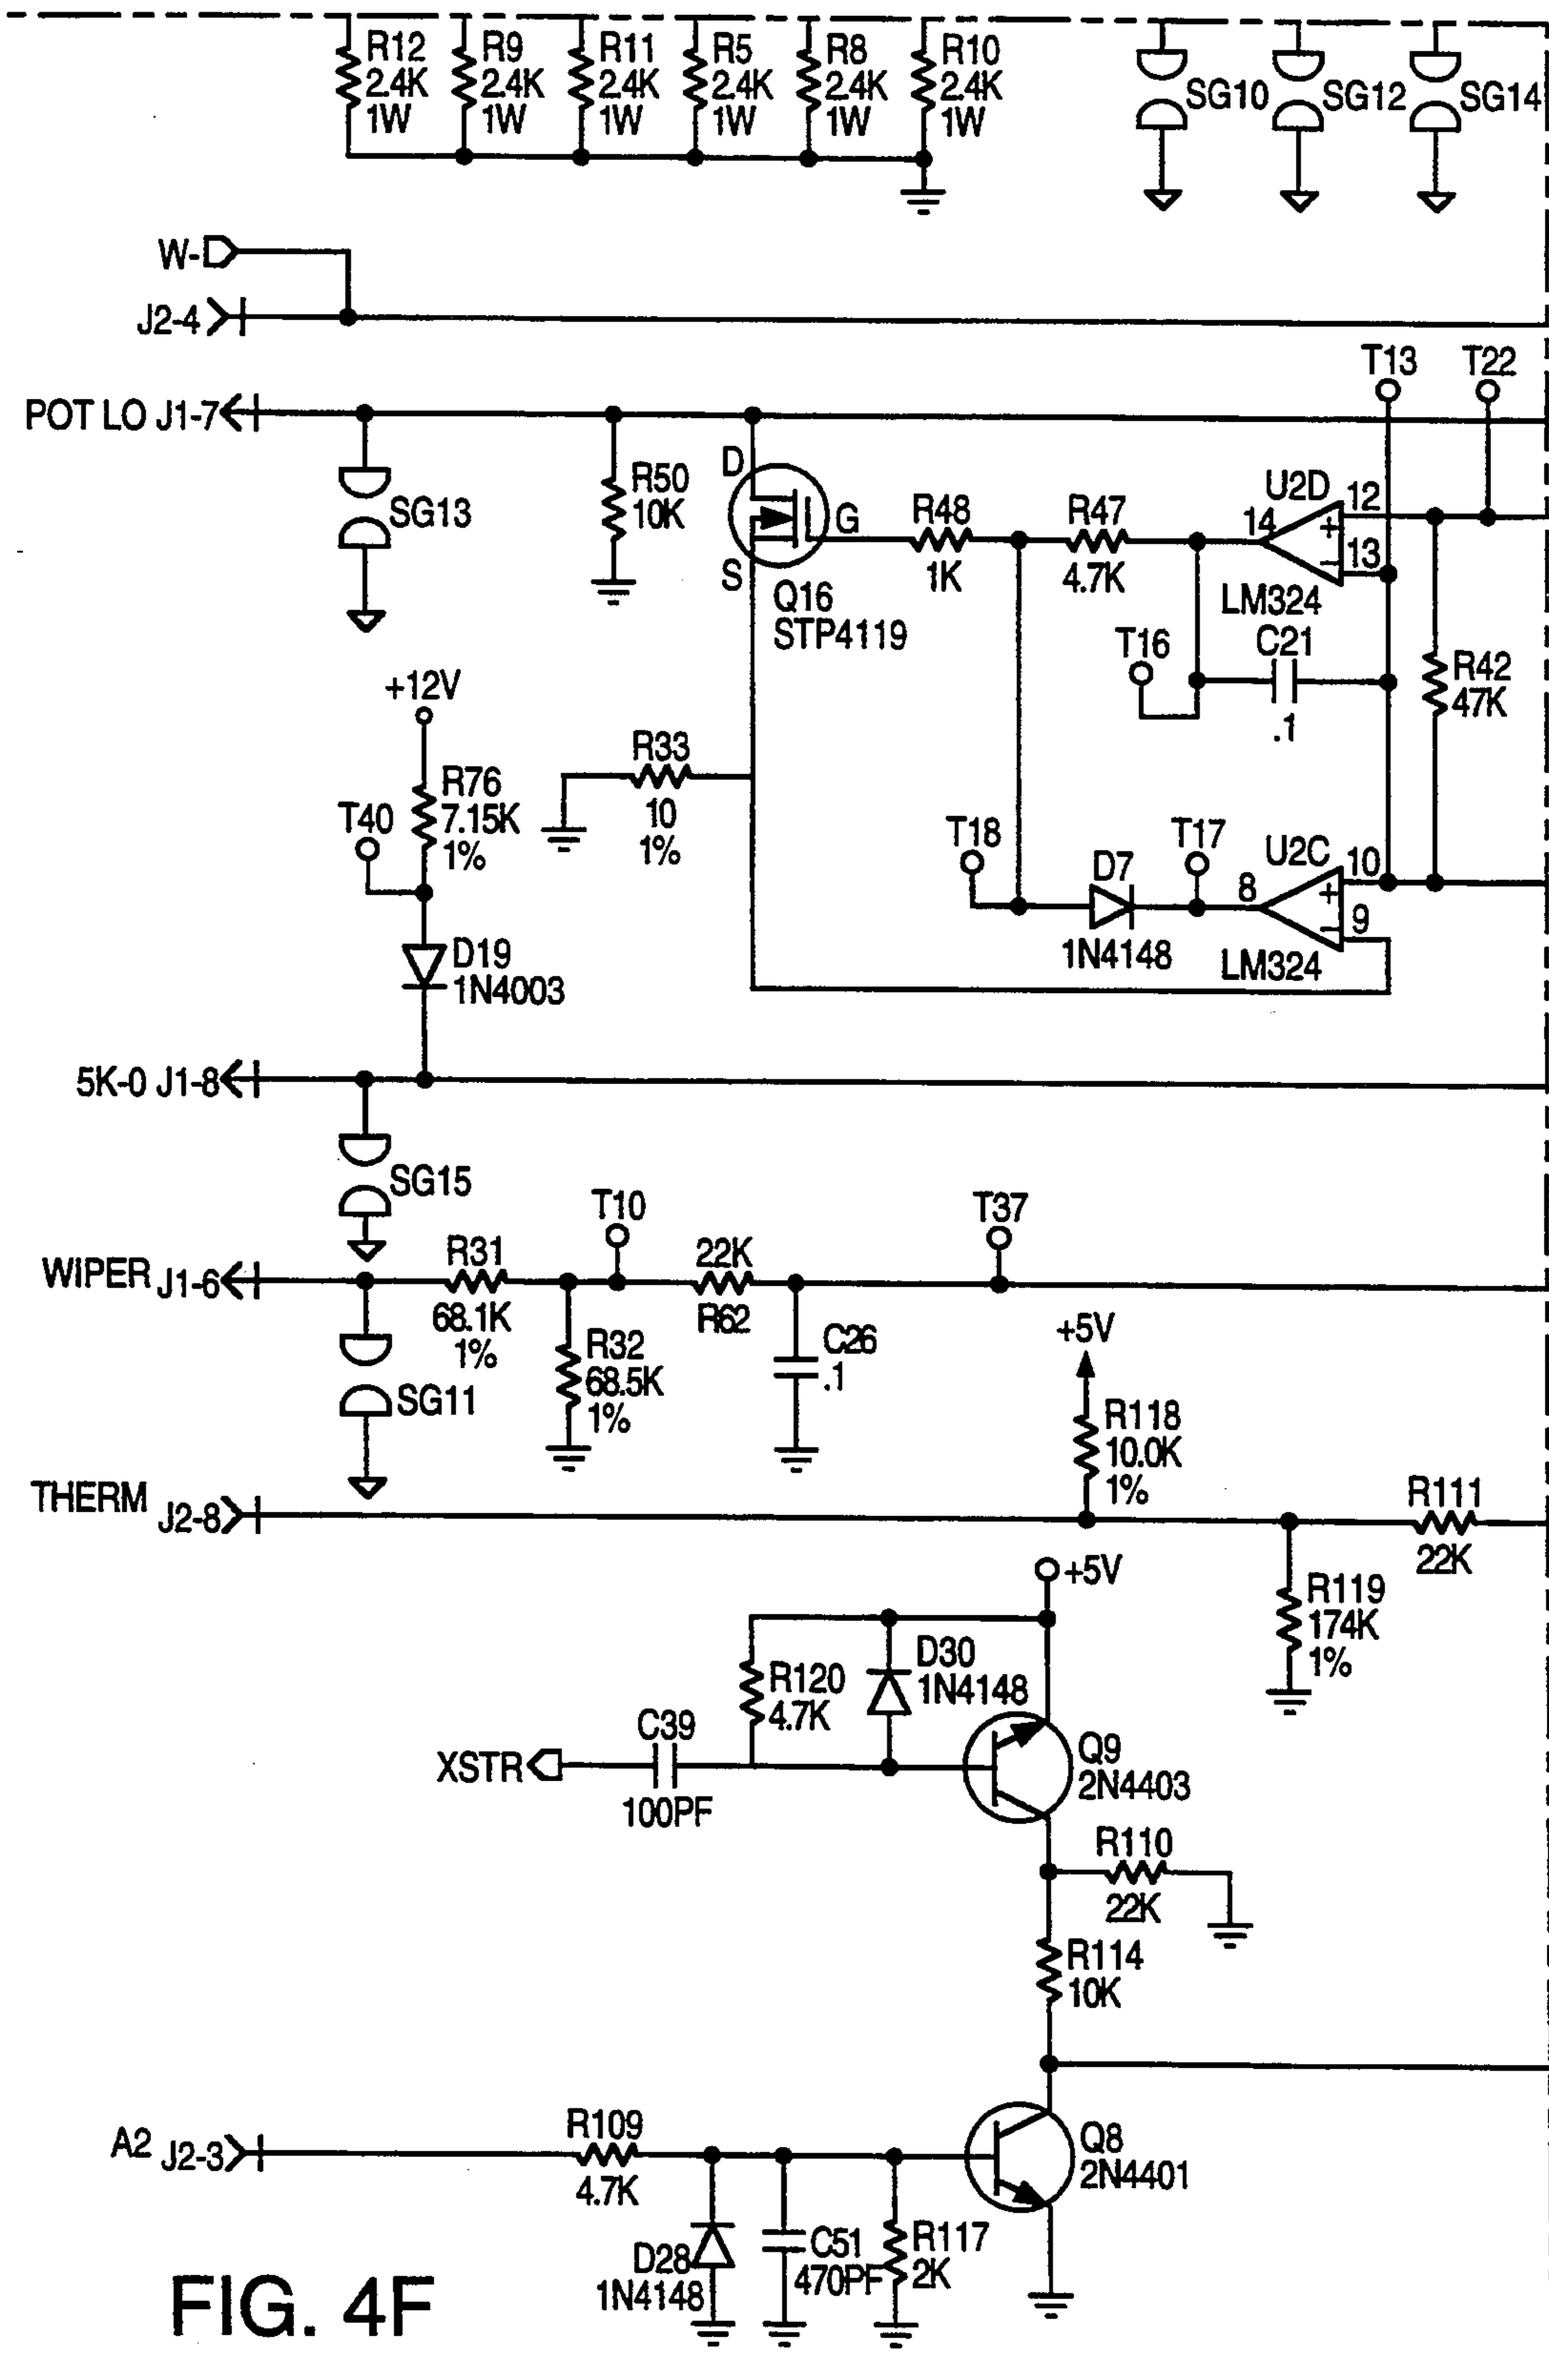 R12
2.4K
1W
R9
2.4K
1W
R11
2.4K
1W
R5
2.4K
1W
R8
2.4K
1W
R10
2.4K
1W
SG10
SG12
SG14
W-
J2-4
T13
T22
POT LO J1-7
SG13
R50
10K
D
G
S
Q16
STP4119
R48
1K
R47
4.7K
U2D
14
12
13
+
−
LM324
T16
C21
.1
R42
47K
+12V
R76
7.15K
1%
T40
R33
10
1%
T18
D7
1N4148
T17
U2C
8
10
9
+
−
LM324
D19
1N4003
5K-0 J1-8
SG15
T10
T37
WIPER J1-6
R31
68.1K
1%
22K
R62
R32
68.5K
1%
C26
.1
SG11
+5V
R118
10.0K
1%
THERM J2-8
R111
22K
R119
174K
1%
+5V
R120
4.7K
D30
1N4148
C39
100PF
XSTR
Q9
2N4403
R110
22K
R114
10K
A2 J2-3
R109
4.7K
Q8
2N4401
D28
1N4148
C51
470PF
R117
2K
FIG. 4F